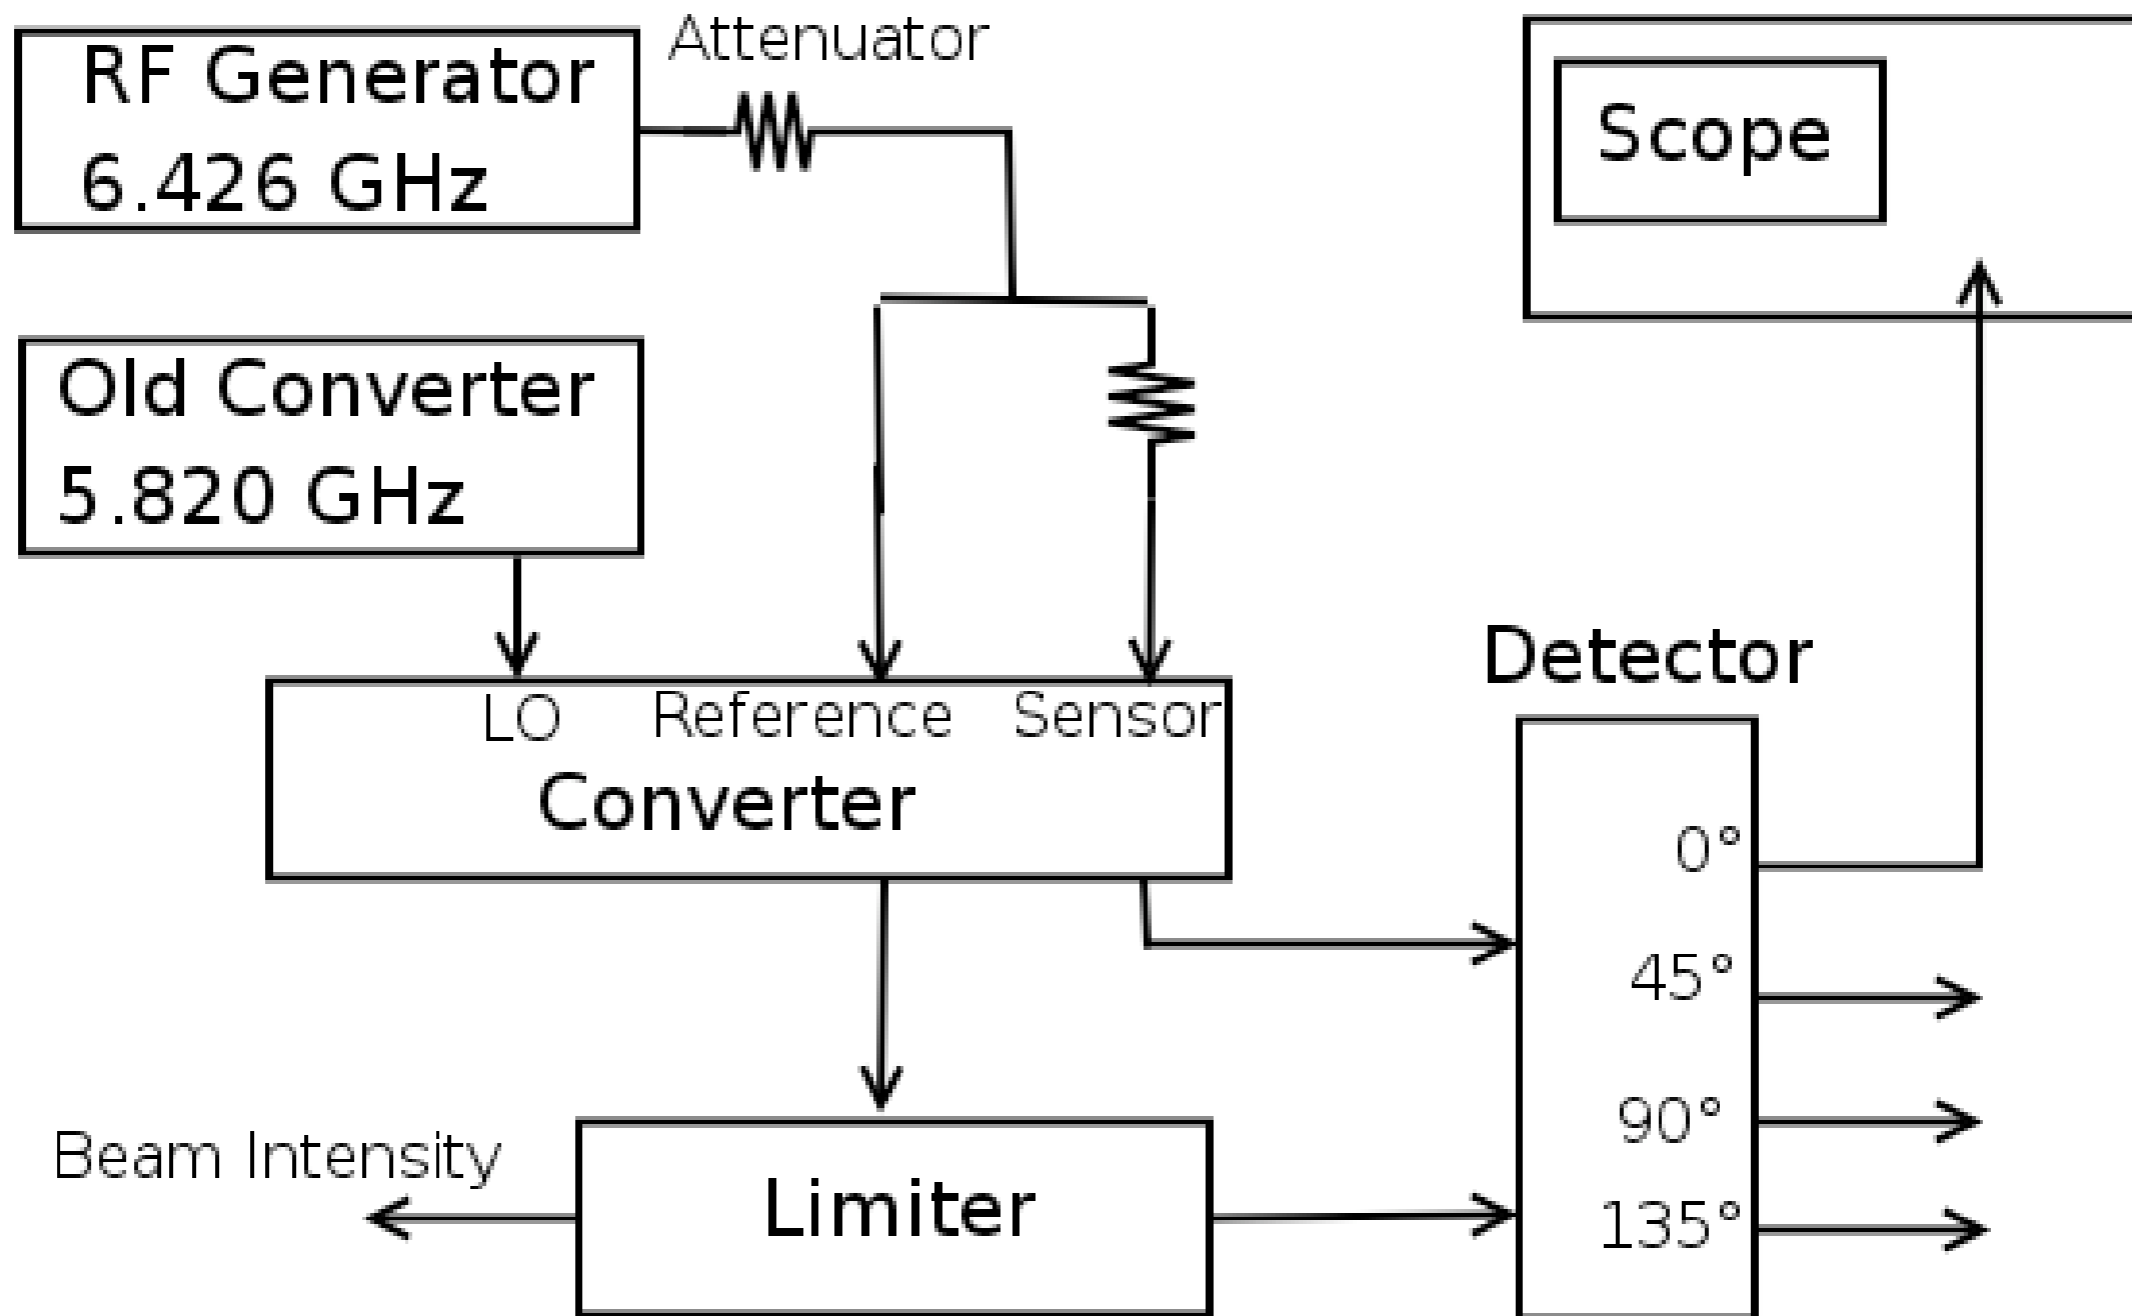 Attenuator
RF Generator
6.426 GHz
Scope
Old Converter
5.820 GHz
Detector
LO
Reference
Sensor
Converter
0°
45°
90°
135°
Beam Intensity
Limiter